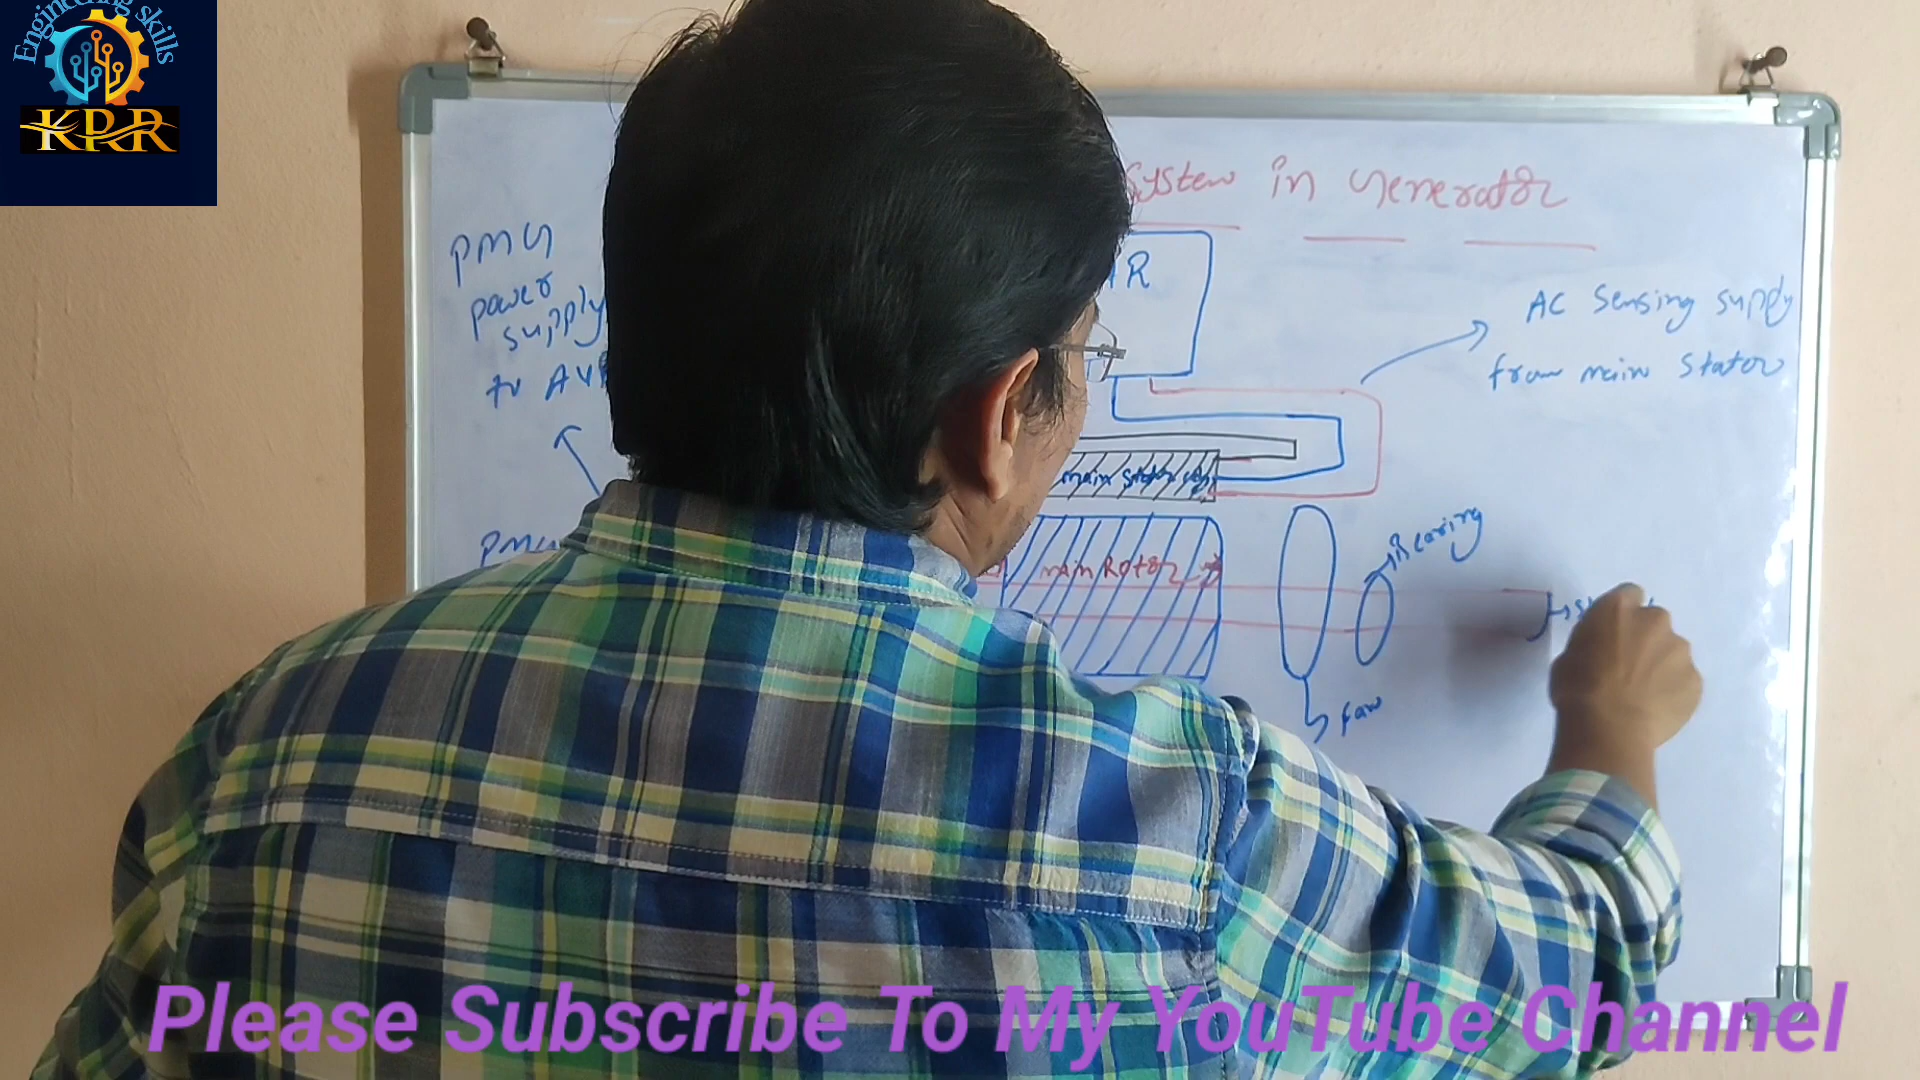 Engineering skills
KRR
System in Generator
PMG
power
supply
to AVR
AC Sensing supply
from main stator
main stator
main Rotor
Bearing
Fan
Please Subscribe To My YouTube Channel